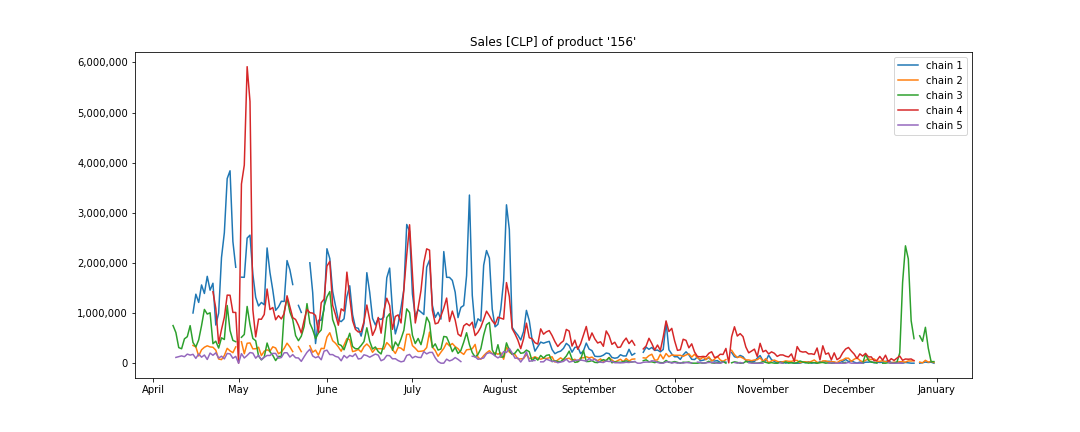 Sales [CLP] of product '156'
6,000,000
5,000,000
4,000,000
3,000,000
2,000,000
1,000,000
0
chain 1
chain 2
chain 3
chain 4
chain 5
April
May
June
July
August
September
October
November
December
January